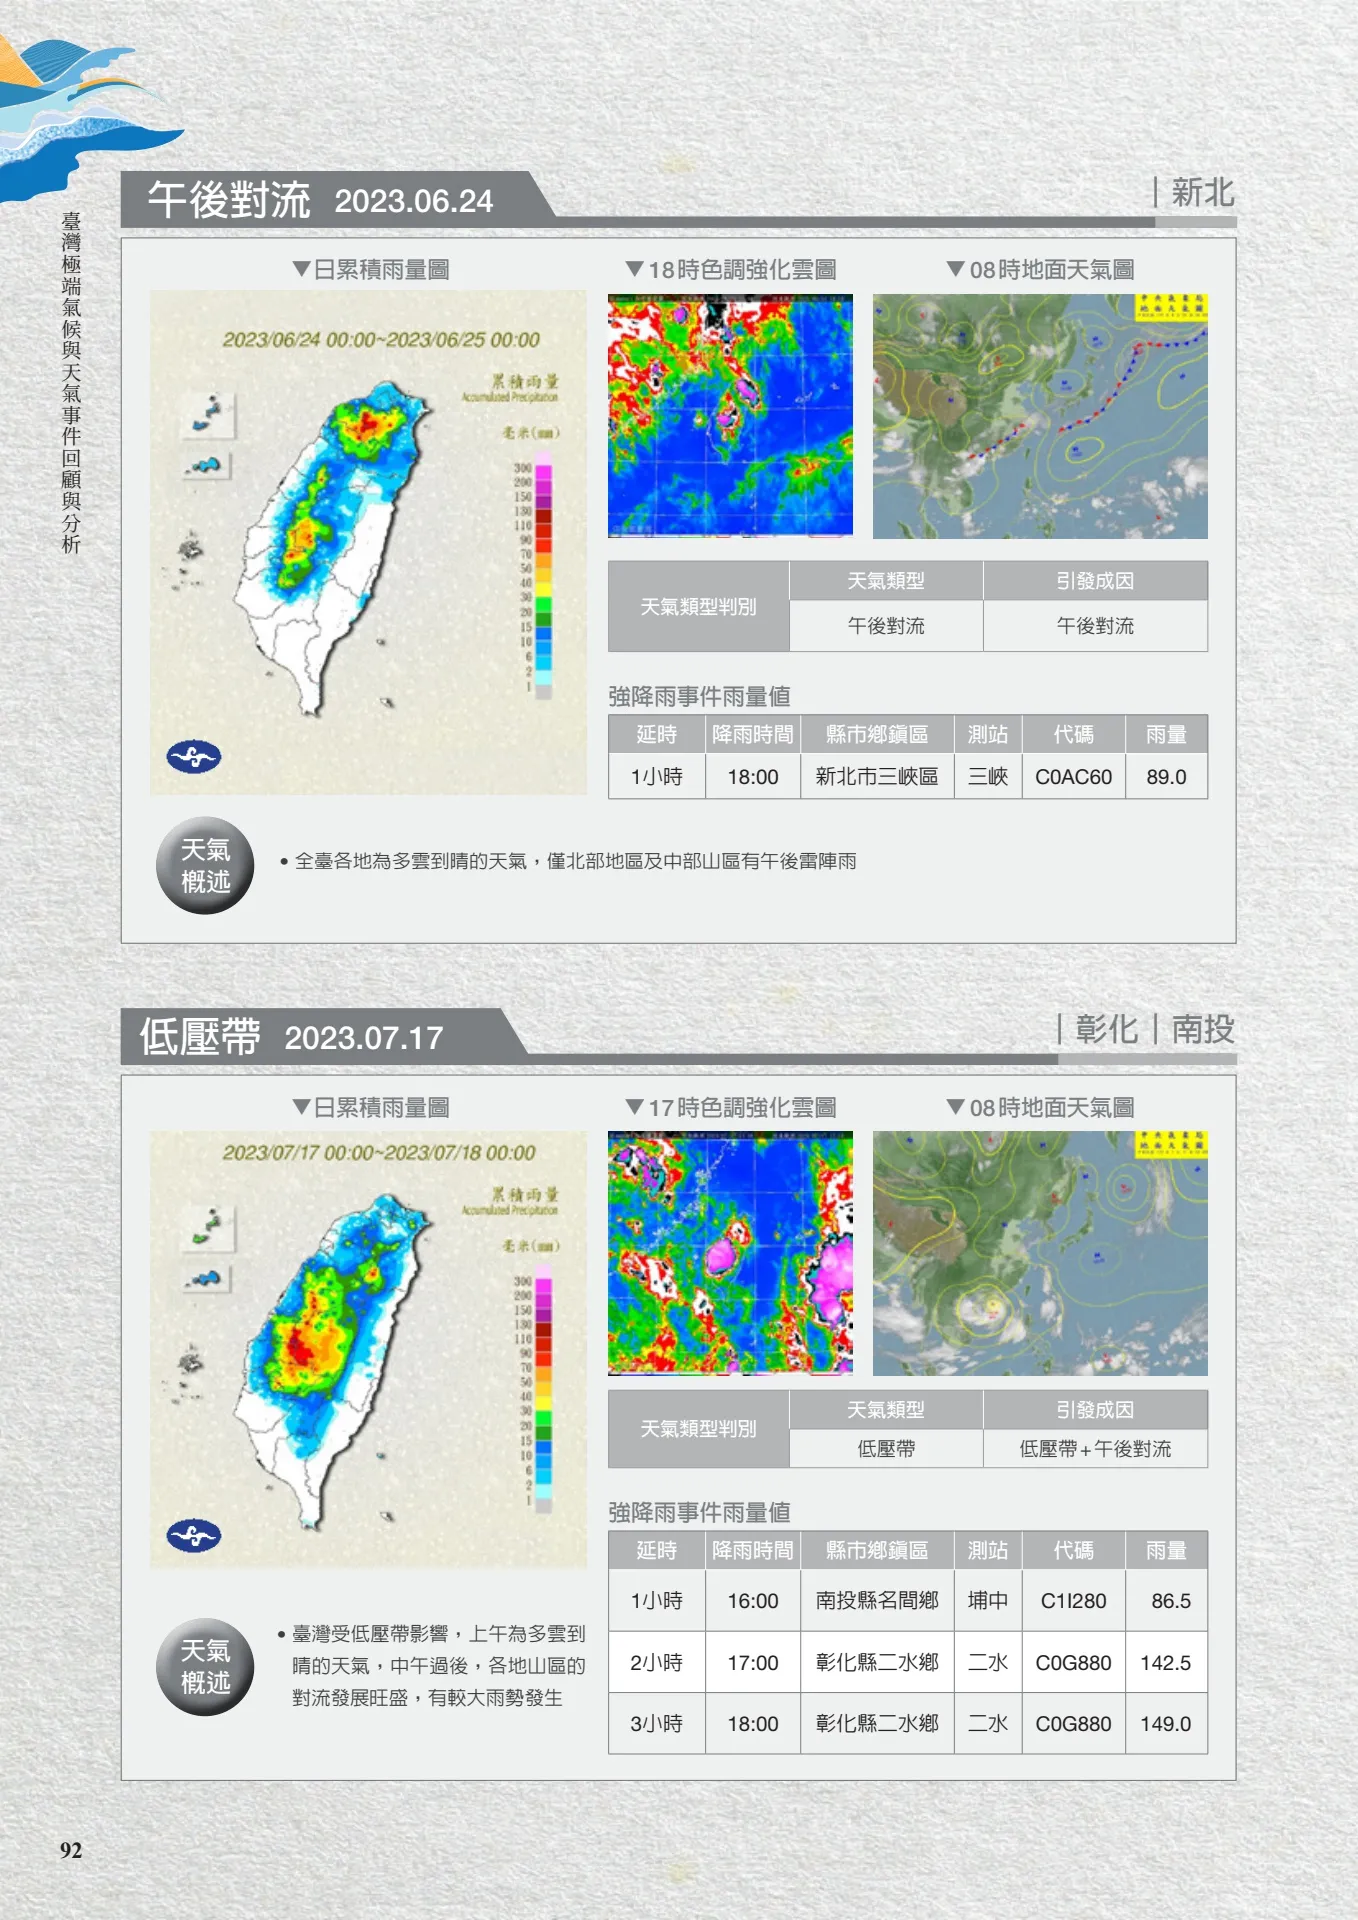 臺灣極端氣候與天氣事件回顧與分析
午後對流 2023.06.24
｜新北
▼日累積雨量圖
▼18時色調強化雲圖
▼08時地面天氣圖
2023/06/24 00:00~2023/06/25 00:00
累積雨量
Accumulated Precipitation
毫米(mm)
300
200
150
130
110
90
70
50
40
30
20
15
10
6
2
1
天氣類型判別 天氣類型 引發成因
午後對流 午後對流
強降雨事件雨量值
延時 降雨時間 縣市鄉鎮區 測站 代碼 雨量
1小時 18:00 新北市三峽區 三峽 C0AC60 89.0
天氣
概述
• 全臺各地為多雲到晴的天氣，僅北部地區及中部山區有午後雷陣雨
低壓帶 2023.07.17
｜彰化｜南投
▼日累積雨量圖
▼17時色調強化雲圖
▼08時地面天氣圖
2023/07/17 00:00~2023/07/18 00:00
累積雨量
Accumulated Precipitation
毫米(mm)
300
200
150
130
110
90
70
50
40
30
20
15
10
6
2
1
天氣類型判別 天氣類型 引發成因
低壓帶 低壓帶+午後對流
強降雨事件雨量值
延時 降雨時間 縣市鄉鎮區 測站 代碼 雨量
1小時 16:00 南投縣名間鄉 埔中 C1I280 86.5
2小時 17:00 彰化縣二水鄉 二水 C0G880 142.5
3小時 18:00 彰化縣二水鄉 二水 C0G880 149.0
天氣
概述
• 臺灣受低壓帶影響，上午為多雲到
晴的天氣，中午過後，各地山區的
對流發展旺盛，有較大雨勢發生
92